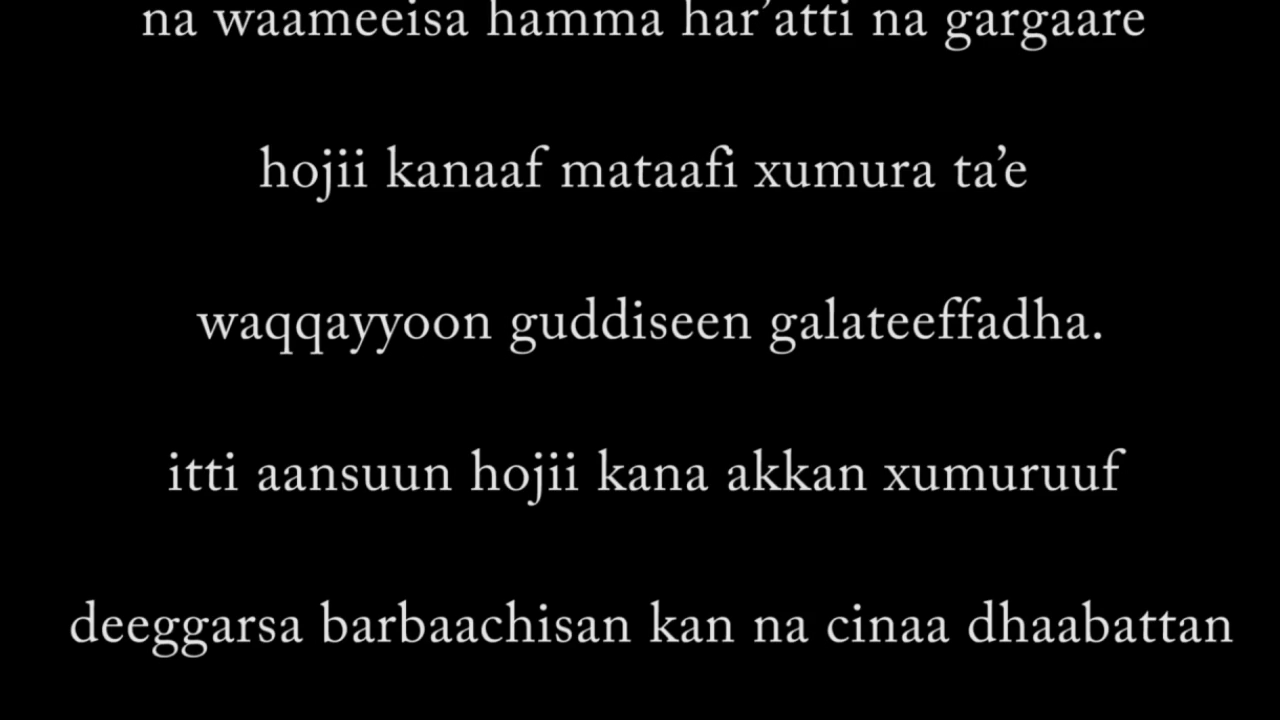 na waameeisa hamma har’atti na gargaare
hojii kanaaf mataafi xumura ta’e
waqqayyoon guddiseen galateeffadha.
itti aansuun hojii kana akkan xumuruuf
deeggarsa barbaachisan kan na cinaa dhaabattan